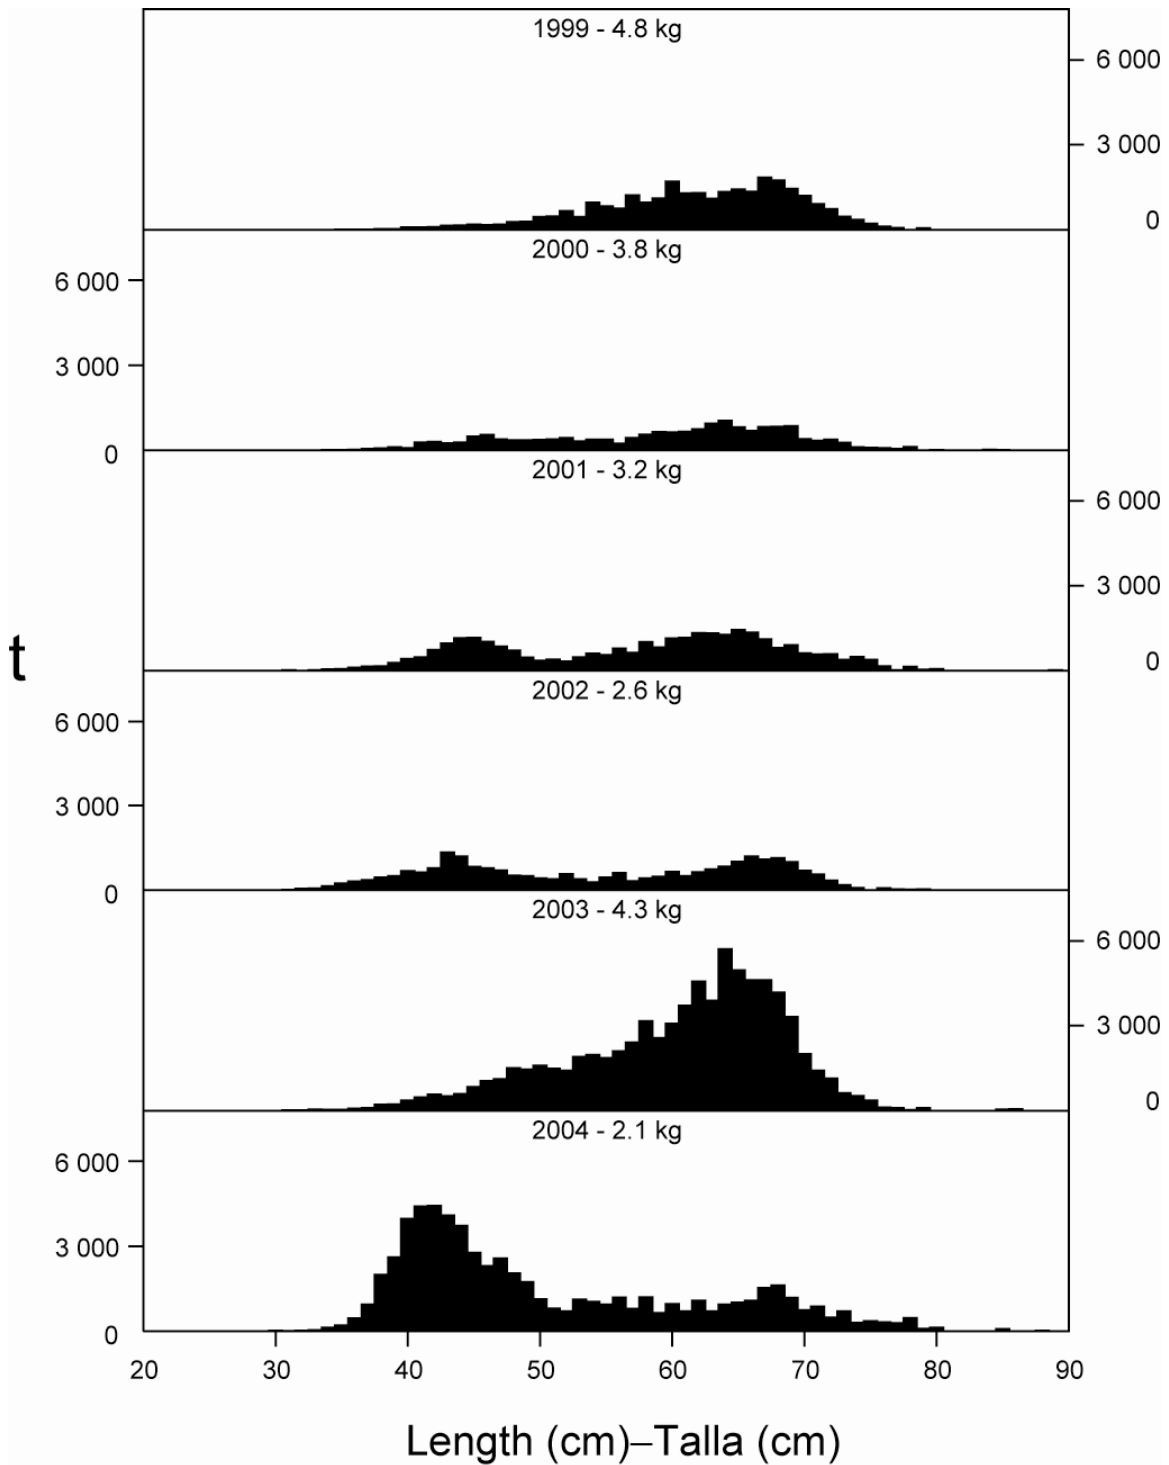 1999 - 4.8 kg
6 000
3 000
0
2000 - 3.8 kg
6 000
3 000
0
2001 - 3.2 kg
6 000
3 000
0
t
2002 - 2.6 kg
6 000
3 000
0
2003 - 4.3 kg
6 000
3 000
0
2004 - 2.1 kg
6 000
3 000
0
20 30 40 50 60 70 80 90
Length (cm)–Talla (cm)